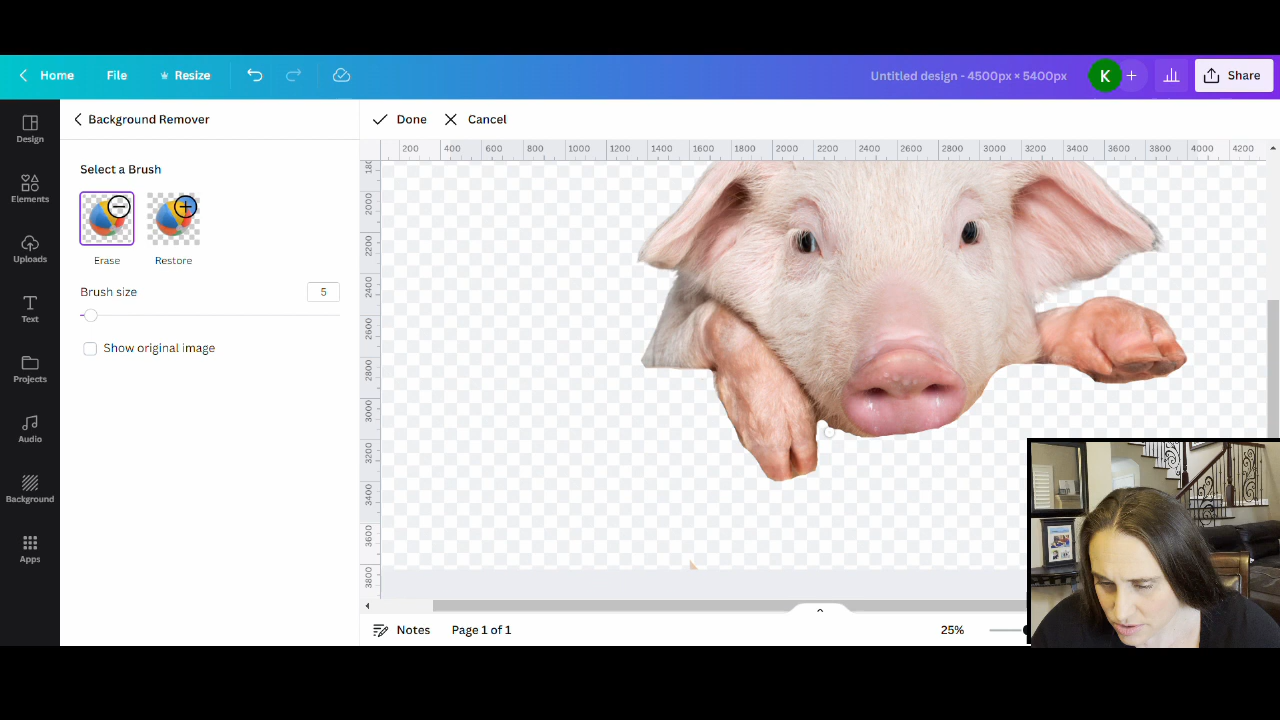 Home File Resize Untitled design - 4500px × 5400px K + Share
Background Remover Done Cancel
200 400 600 800 1000 1200 1400 1600 1800 2000 2200 2400 2600 2800 3000 3200 3400 3600 3800 4000 4200
Design
Elements
Uploads
Text
Projects
Audio
Background
Apps
Select a Brush
Erase Restore
Brush size 5
Show original image
2000
2200
2400
2600
2800
3000
3200
3400
3600
3800
Notes Page 1 of 1 25%